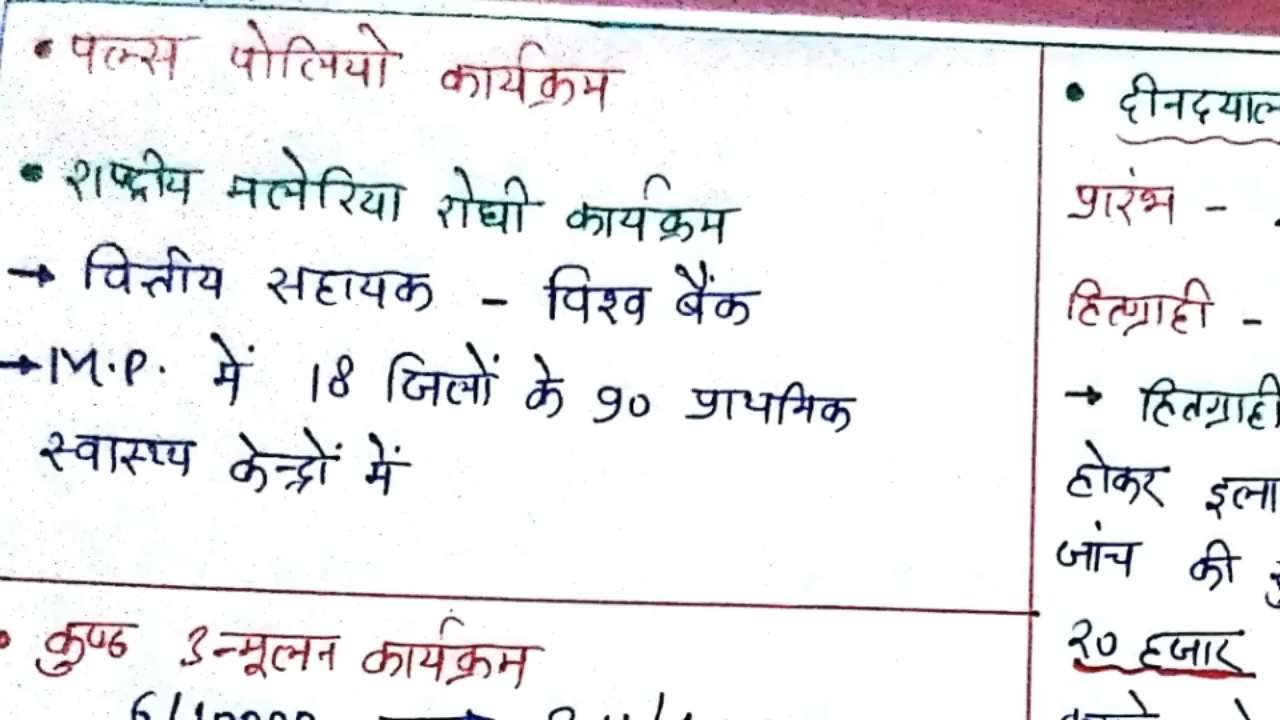 • पल्स पोलियो कार्यक्रम
• राष्ट्रीय मलेरिया रोधी कार्यक्रम
→ वित्तीय सहायक - विश्व बैंक
→ M.P. में 18 जिलों के 90 प्राथमिक
स्वास्थ्य केन्द्रों में
• कुष्ठ उन्मूलन कार्यक्रम
• दीनदयाल
प्रारंभ -
हितग्राही -
→ हितग्राही
होकर इला
जांच की
२० हजार